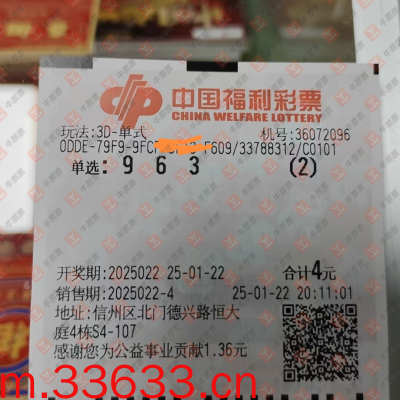 中国福利彩票
CHINA WELFARE LOTTERY
玩法:3D-单式 机号:36072096
0DDE-79F9-9FC F609/33788312/C0101
单选: 9 6 3 (2)
开奖期:2025022 25-01-22 合计4元
销售期:2025022-4 25-01-22 20:11:01
地址:信州区北门德兴路恒大
庭4栋S4-107
感谢您为公益事业贡献1.36元
m.33633.cn